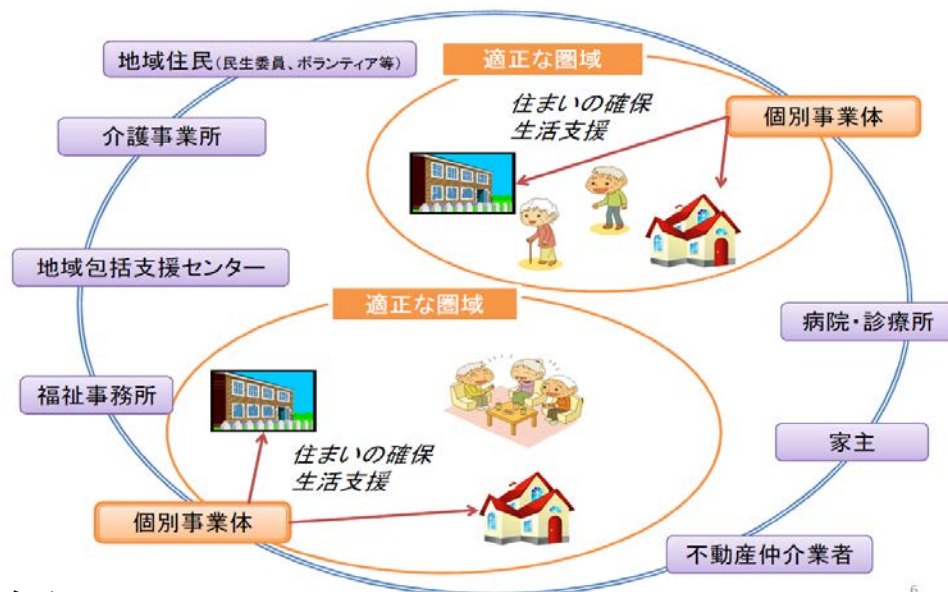 地域住民(民生委員、ボランティア等)
適正な圏域
住まいの確保
生活支援
個別事業体
介護事業所
地域包括支援センター
適正な圏域
病院・診療所
福祉事務所
住まいの確保
生活支援
家主
個別事業体
不動産仲介業者
6